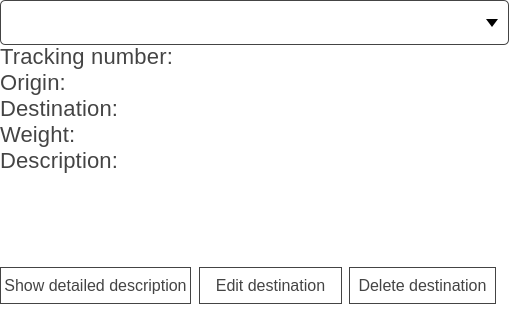 Tracking number:
Origin:
Destination:
Weight:
Description:
Show detailed description
Edit destination
Delete destination